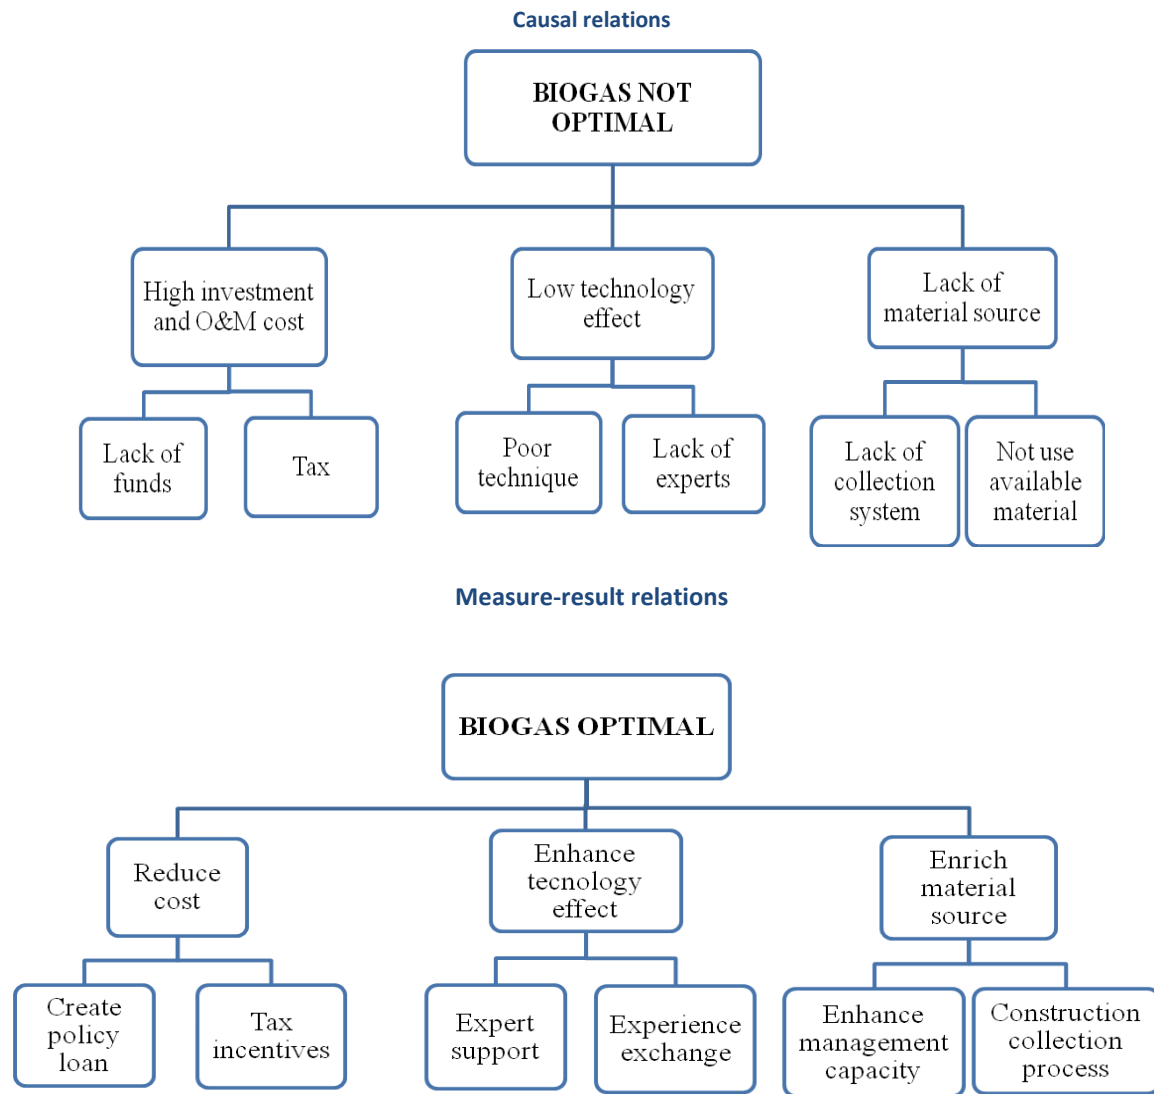 Causal relations
BIOGAS NOT
OPTIMAL
High investment
and O&M cost
Low technology
effect
Lack of
material source
Lack of
funds
Tax
Poor
technique
Lack of
experts
Lack of
collection
system
Not use
available
material
Measure-result relations
BIOGAS OPTIMAL
Reduce
cost
Enhance
tecnology
effect
Enrich
material
source
Create
policy
loan
Tax
incentives
Expert
support
Experience
exchange
Enhance
management
capacity
Construction
collection
process